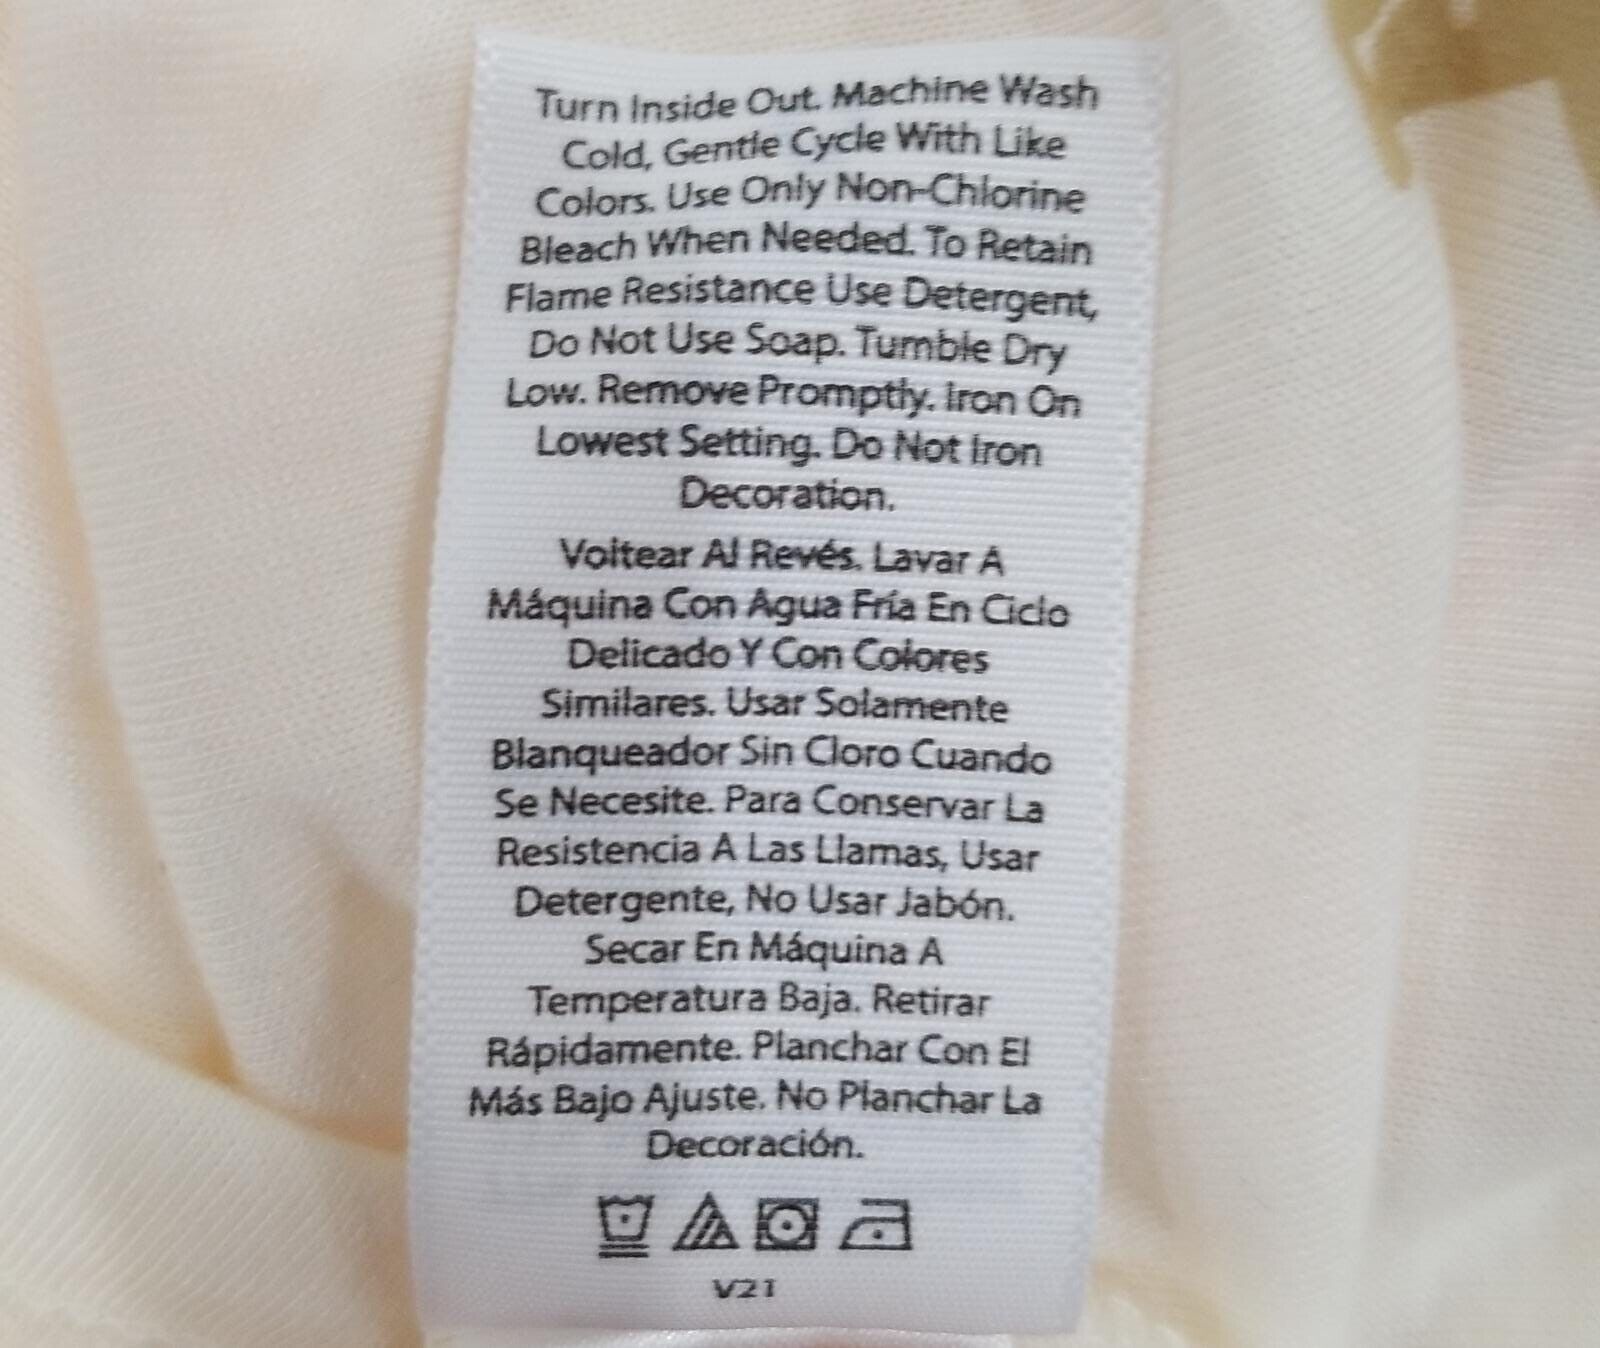 Turn Inside Out. Machine Wash
Cold, Gentle Cycle With Like
Colors. Use Only Non-Chlorine
Bleach When Needed. To Retain
Flame Resistance Use Detergent,
Do Not Use Soap. Tumble Dry
Low. Remove Promptly. Iron On
Lowest Setting. Do Not Iron
Decoration.
Voltear Al Revés. Lavar A
Máquina Con Agua Fría En Ciclo
Delicado Y Con Colores
Similares. Usar Solamente
Blanqueador Sin Cloro Cuando
Se Necesite. Para Conservar La
Resistencia A Las Llamas, Usar
Detergente, No Usar Jabón.
Secar En Máquina A
Temperatura Baja. Retirar
Rápidamente. Planchar Con El
Más Bajo Ajuste. No Planchar La
Decoración.
V21